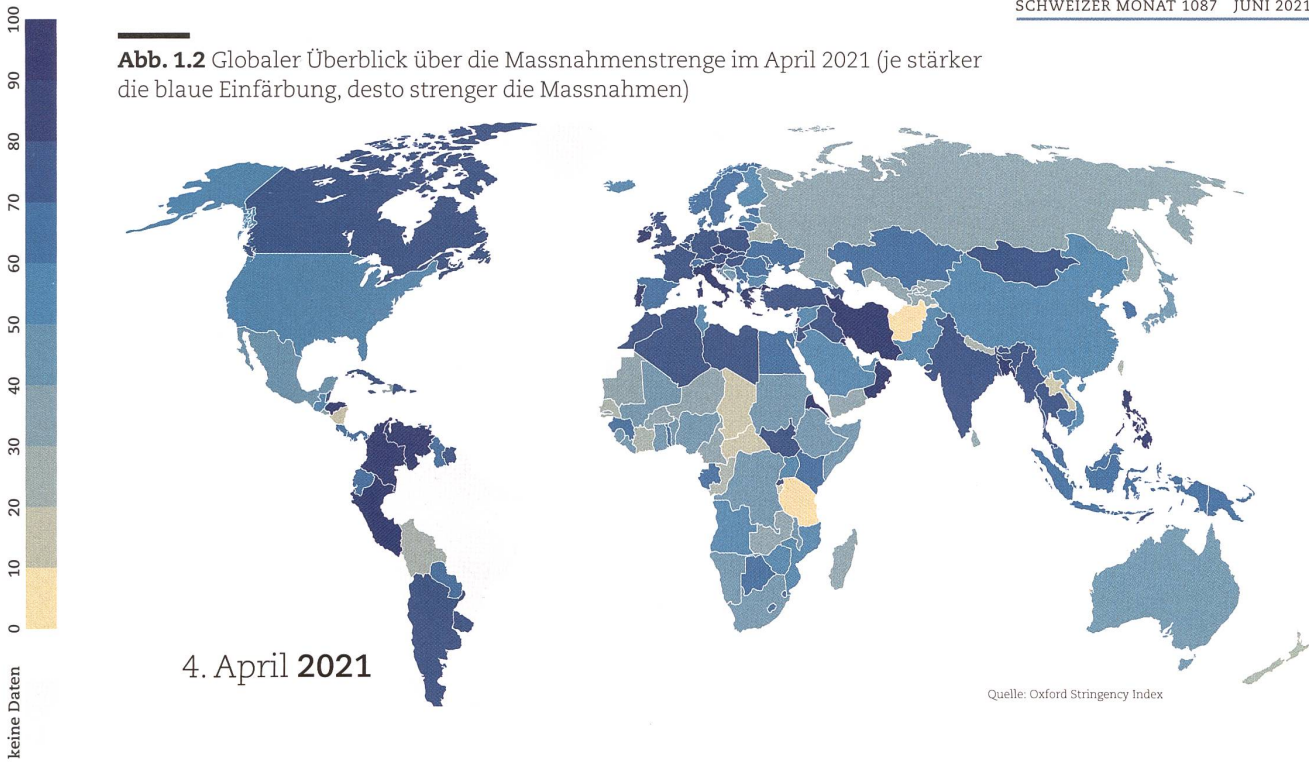 SCHWEIZER MONAT 1087 JUNI 2021
Abb. 1.2 Globaler Überblick über die Massnahmenstrenge im April 2021 (je stärker
die blaue Einfärbung, desto strenger die Massnahmen)
100
90
80
70
60
50
40
30
20
10
0
keine Daten
4. April 2021
Quelle: Oxford Stringency Index